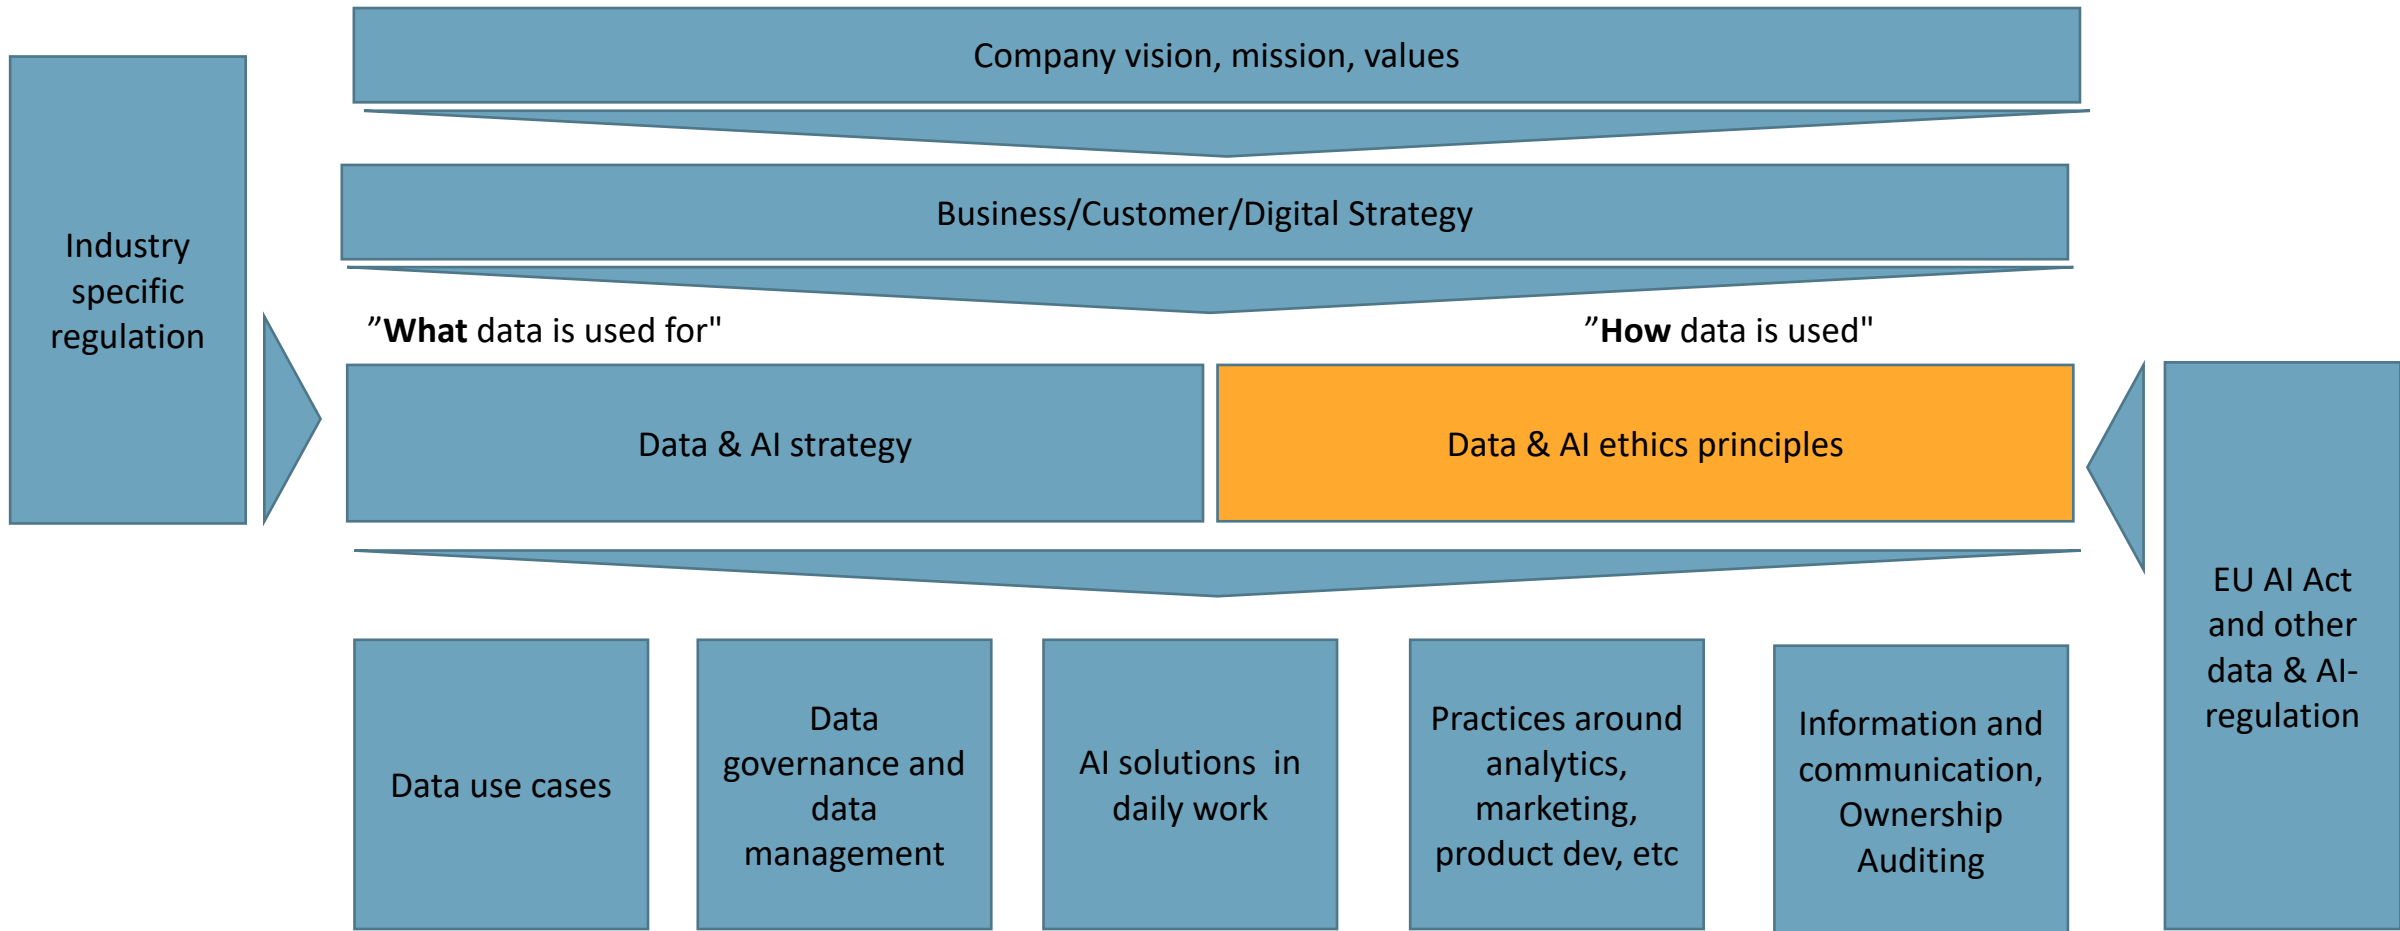 Company vision, mission, values
Industry
specific
regulation
Business/Customer/Digital Strategy
”What data is used for"
”How data is used"
Data & AI strategy
Data & AI ethics principles
EU AI Act
and other
data & AI-
regulation
Data use cases
Data
governance and
data
management
AI solutions  in
daily work
Practices around
analytics,
marketing,
product dev, etc
Information and
communication,
Ownership
Auditing